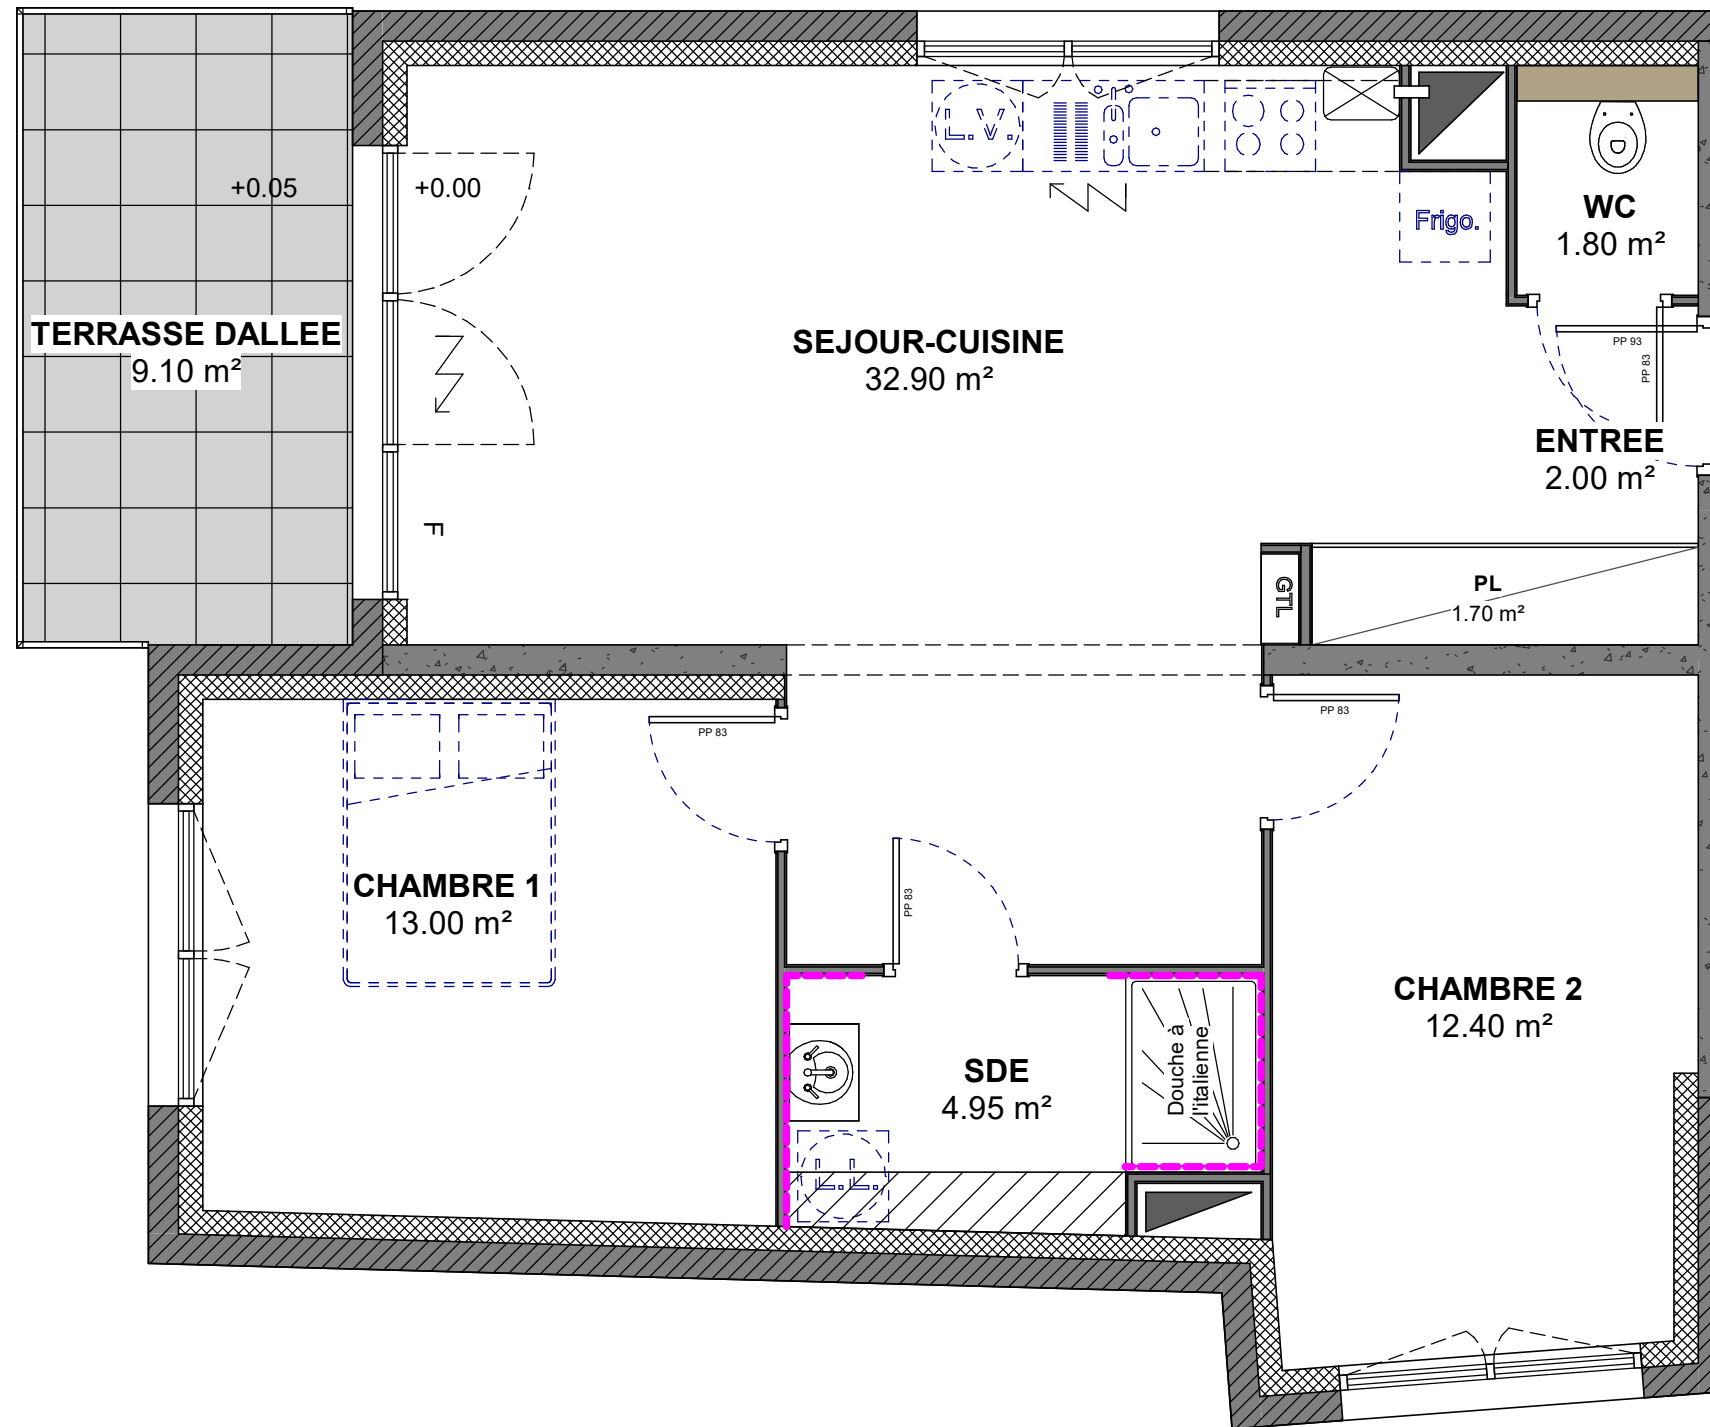 L.V.
+0.05
+0.00
Frigo.
WC
1.80 m²
TERRASSE DALLEE
9.10 m²
SEJOUR-CUISINE
32.90 m²
PP 93
PP 83
ENTREE
2.00 m²
F
GTL
PL
1.70 m²
PP 83
PP 83
CHAMBRE 1
13.00 m²
PP 83
CHAMBRE 2
12.40 m²
SDE
4.95 m²
Douche à
l'italienne
L.L.